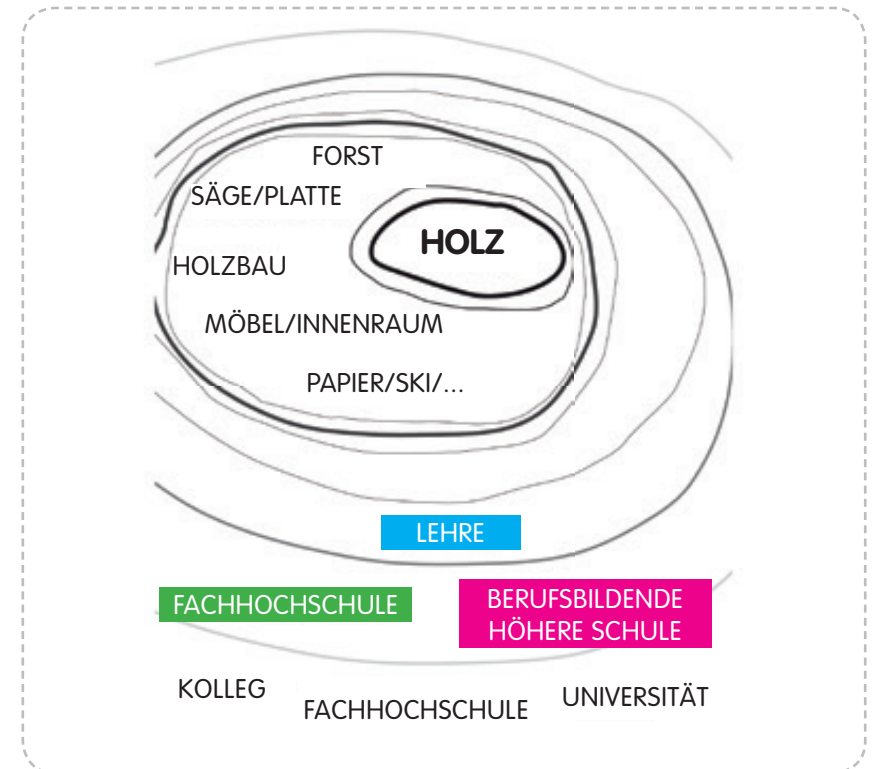 FORST
SÄGE/PLATTE
HOLZ
HOLZBAU
MÖBEL/INNENRAUM
PAPIER/SKI/...
LEHRE
FACHHOCHSCHULE
BERUFSBILDENDE
HÖHERE SCHULE
KOLLEG
FACHHOCHSCHULE
UNIVERSITÄT